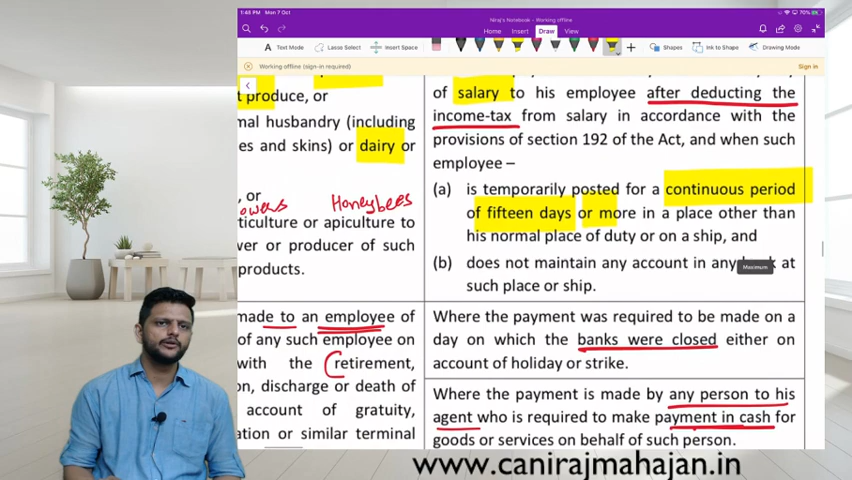 1:48 PM Mon 7 Oct
70%
Niraj's Notebook - Working offline
Home Insert Draw View
A Text Mode Lasso Select Insert Space Shapes Ink to Shape Drawing Mode
Working offline (sign-in required) Sign in
t produce, or
mal husbandry (including
es and skins) or dairy or
, or
owers Honeybees
ticulture or apiculture to
ver or producer of such
products.
made to an employee of
of any such employee on
with the (retirement,
on, discharge or death of
account of gratuity,
ation or similar terminal
of salary to his employee after deducting the
income-tax from salary in accordance with the
provisions of section 192 of the Act, and when such
employee –
(a) is temporarily posted for a continuous period
of fifteen days or more in a place other than
his normal place of duty or on a ship, and
(b) does not maintain any account in any at
Maximum
such place or ship.
Where the payment was required to be made on a
day on which the banks were closed either on
account of holiday or strike.
Where the payment is made by any person to his
agent who is required to make payment in cash for
goods or services on behalf of such person.
www.canirajmahajan.in